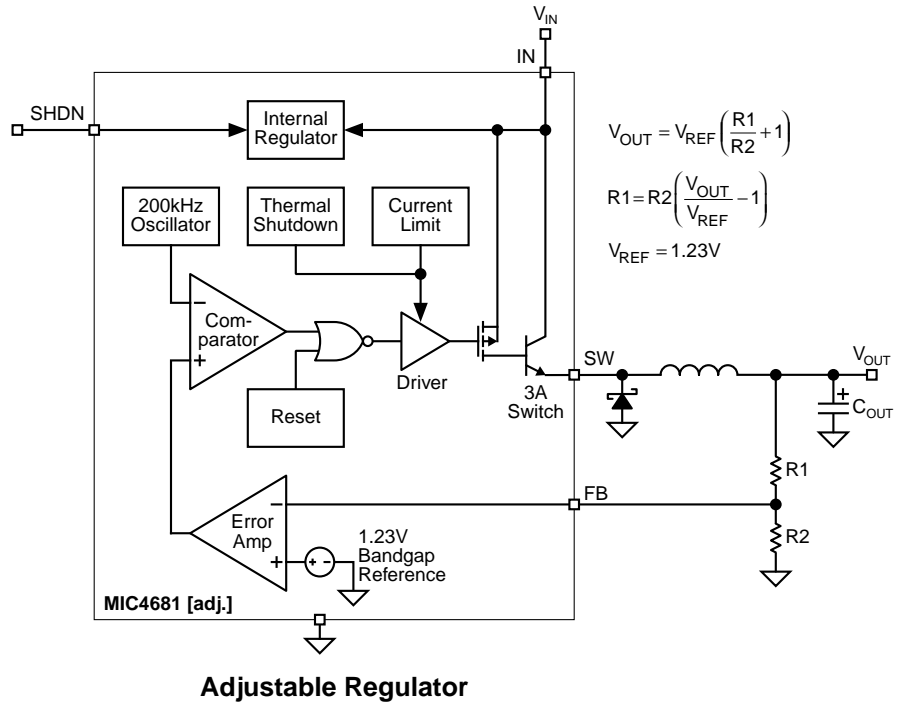 V_IN
IN
SHDN
Internal
Regulator
V_OUT = V_REF (R1/R2 + 1)
R1 = R2 (V_OUT/V_REF − 1)
V_REF = 1.23V
200kHz
Oscillator
Thermal
Shutdown
Current
Limit
−
Com-
parator
+
Driver
Reset
SW
3A
Switch
V_OUT
+
C_OUT
R1
FB
R2
−
Error
Amp
+
+ −
1.23V
Bandgap
Reference
MIC4681 [adj.]
Adjustable Regulator